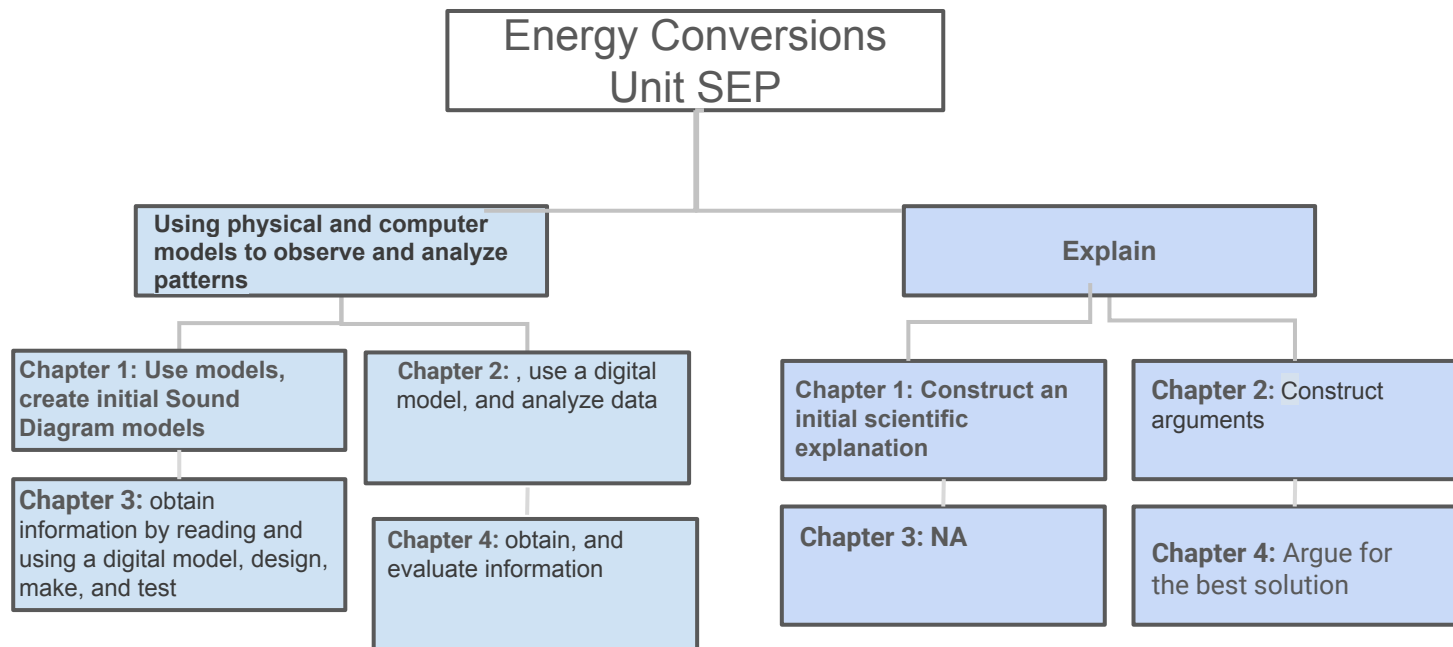 Energy Conversions
Unit SEP
Using physical and computer
models to observe and analyze
patterns
Explain
Chapter 1: Use models,
create initial Sound
Diagram models
Chapter 2: , use a digital
model, and analyze data
Chapter 3: obtain
information by reading and
using a digital model, design,
make, and test
Chapter 4: obtain, and
evaluate information
Chapter 1: Construct an
initial scientific
explanation
Chapter 2: Construct
arguments
Chapter 3: NA
Chapter 4: Argue for
the best solution